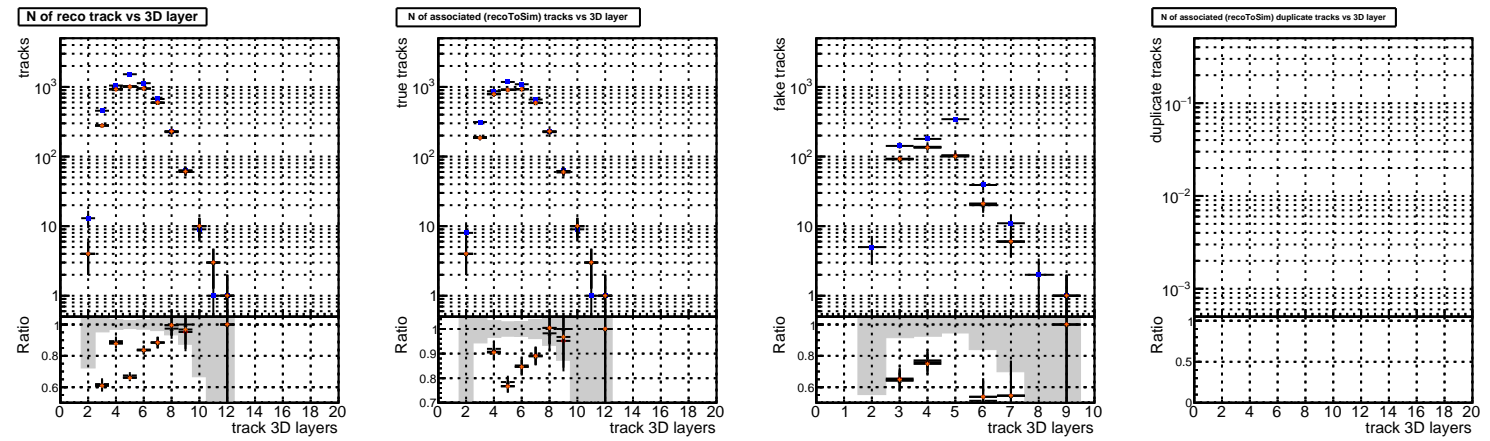 N of reco track vs 3D layer
tracks
10³
10²
10
1
Ratio
1
0.8
0.6
0 2 4 6 8 10 12 14 16 18 20
track 3D layers
N of associated (recoToSim) tracks vs 3D layer
true tracks
10³
10²
10
1
Ratio
1
0.9
0.8
0.7
0 2 4 6 8 10 12 14 16 18 20
track 3D layers
fake tracks
10³
10²
10
1
Ratio
1
0.8
0.6
0 1 2 3 4 5 6 7 8 9 10
track 3D layers
N of associated (recoToSim) duplicate tracks vs 3D layer
duplicate tracks
10⁻¹
10⁻²
10⁻³
Ratio
1
0.5
0
0 2 4 6 8 10 12 14 16 18 20
track 3D layers